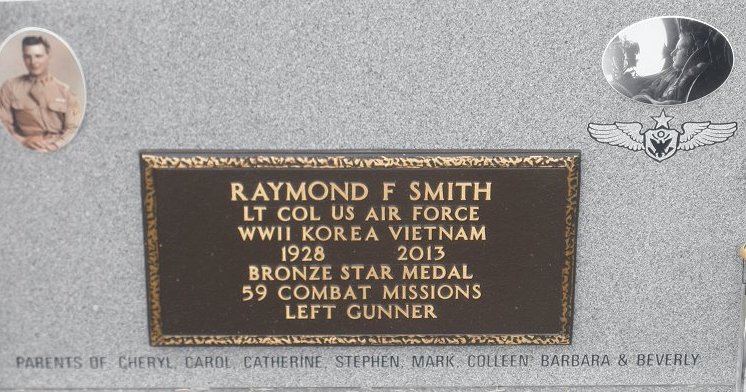 RAYMOND F SMITH
LT COL US AIR FORCE
WWII KOREA VIETNAM
1928 2013
BRONZE STAR MEDAL
59 COMBAT MISSIONS
LEFT GUNNER
PARENTS OF CHERYL, CAROL, CATHERINE, STEPHEN, MARK, COLLEEN, BARBARA & BEVERLY